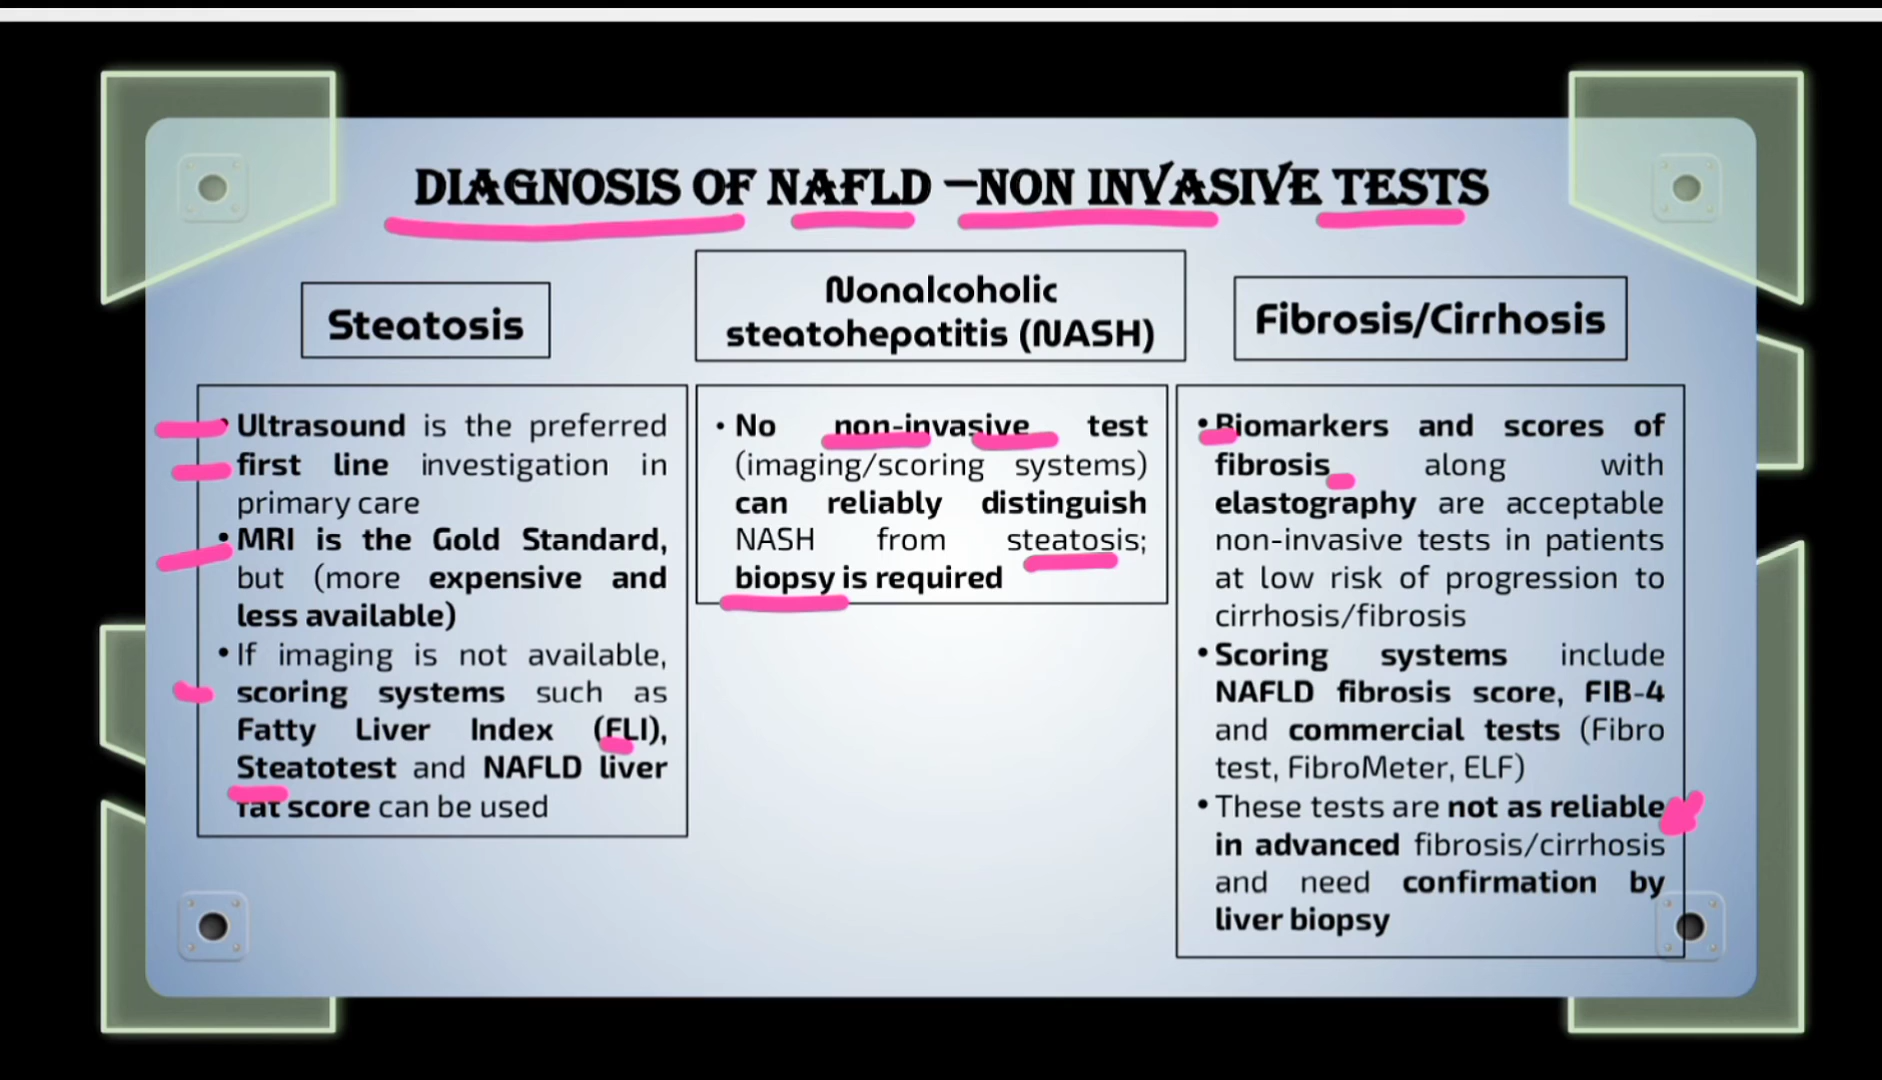 DIAGNOSIS OF NAFLD –NON INVASIVE TESTS
Steatosis
• Ultrasound is the preferred
first line investigation in
primary care
• MRI is the Gold Standard,
but (more expensive and
less available)
• If imaging is not available,
scoring systems such as
Fatty Liver Index (FLI),
Steatotest and NAFLD liver
fat score can be used
Nonalcoholic
steatohepatitis (NASH)
• No non-invasive test
(imaging/scoring systems)
can reliably distinguish
NASH from steatosis;
biopsy is required
Fibrosis/Cirrhosis
• Biomarkers and scores of
fibrosis along with
elastography are acceptable
non-invasive tests in patients
at low risk of progression to
cirrhosis/fibrosis
• Scoring systems include
NAFLD fibrosis score, FIB-4
and commercial tests (Fibro
test, FibroMeter, ELF)
• These tests are not as reliable
in advanced fibrosis/cirrhosis
and need confirmation by
liver biopsy